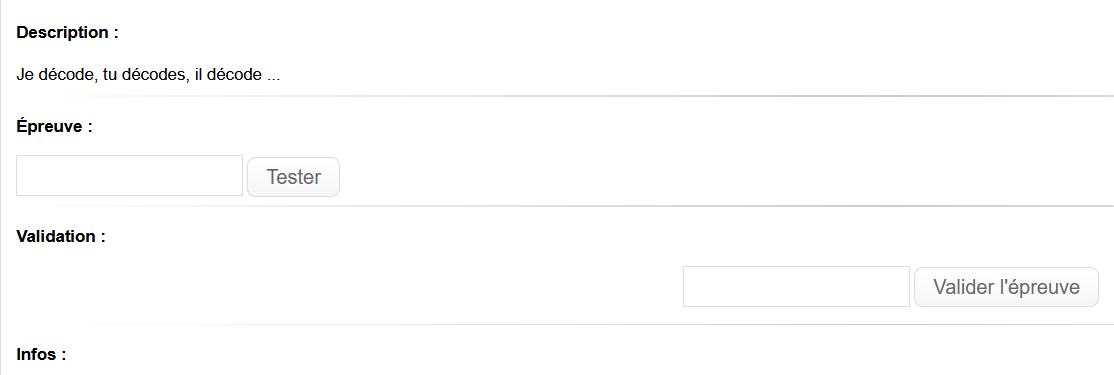 Description :
Je décode, tu décodes, il décode ...
Épreuve :
Tester
Validation :
Valider l'épreuve
Infos :